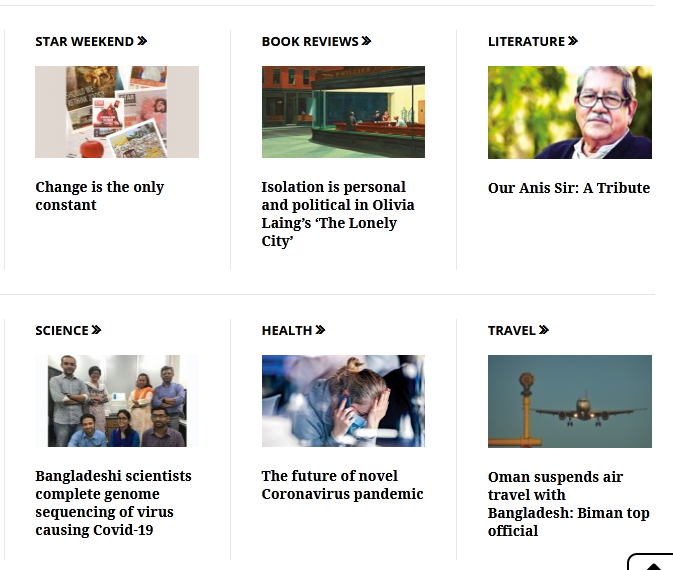 STAR WEEKEND
BOOK REVIEWS
LITERATURE
Change is the only
constant
Isolation is personal
and political in Olivia
Laing’s ‘The Lonely
City’
Our Anis Sir: A Tribute
SCIENCE
HEALTH
TRAVEL
Bangladeshi scientists
complete genome
sequencing of virus
causing Covid-19
The future of novel
Coronavirus pandemic
Oman suspends air
travel with
Bangladesh: Biman top
official